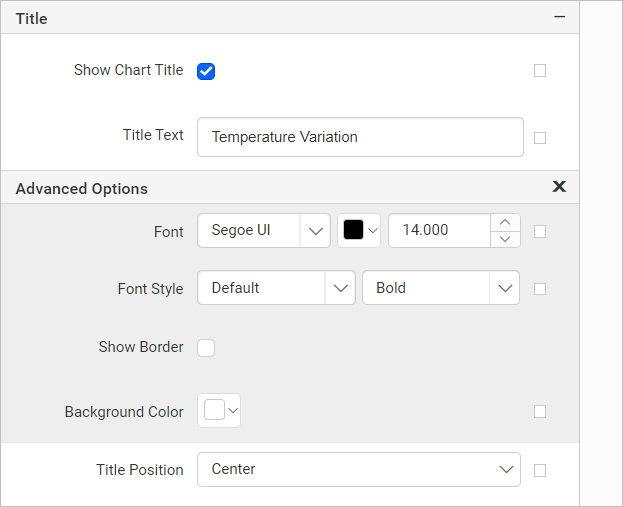 Title
Show Chart Title
Title Text Temperature Variation
Advanced Options
Font Segoe UI 14.000
Font Style Default Bold
Show Border
Background Color
Title Position Center